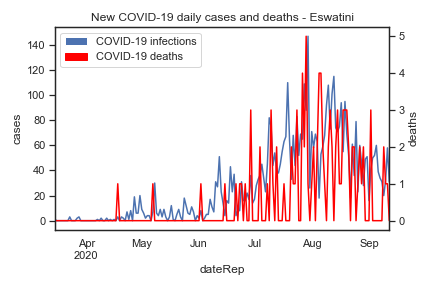 New COVID-19 daily cases and deaths - Eswatini
COVID-19 infections
COVID-19 deaths
140
120
100
80
60
40
20
0
cases
5
4
3
2
1
0
deaths
Apr May Jun Jul Aug Sep
2020
dateRep